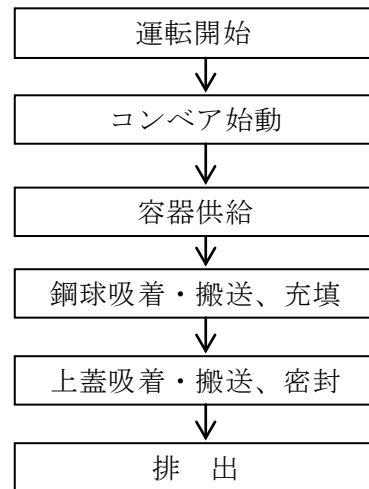 運転開始
コンベア始動
容器供給
鋼球吸着・搬送、充填
上蓋吸着・搬送、密封
排　出